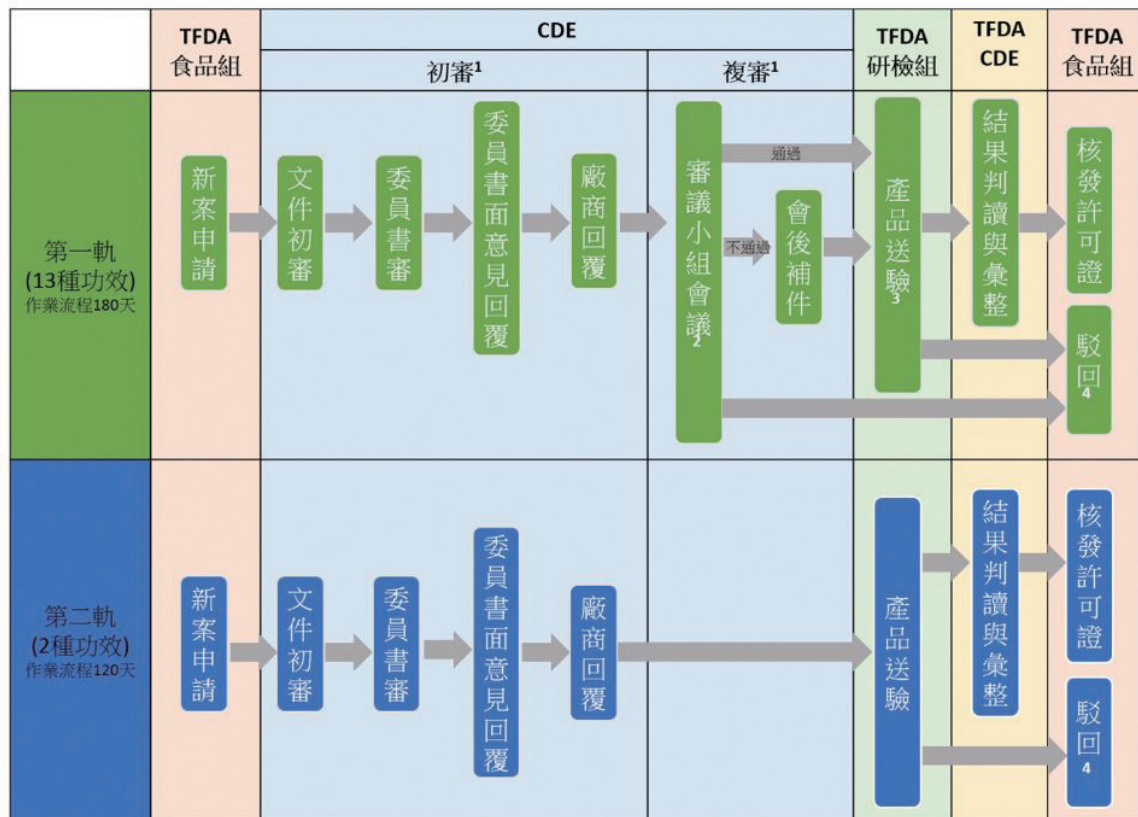 TFDA
食品組
CDE
初審1
複審1
TFDA
研檢組
TFDA
CDE
TFDA
食品組
第一軌
(13種功效)
作業流程180天
新案申請
文件初審
委員書審
委員書面意見回覆
廠商回覆
審議小組會議2
通過
不通過
會後補件
產品送驗3
結果判讀與彙整
核發許可證
駁回4
第二軌
(2種功效)
作業流程120天
新案申請
文件初審
委員書審
委員書面意見回覆
廠商回覆
產品送驗
結果判讀與彙整
核發許可證
駁回4